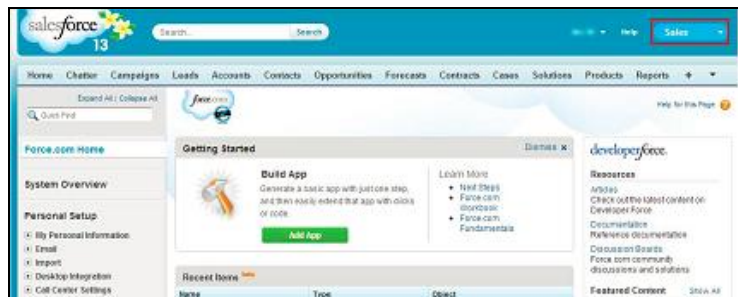 salesforce
13
Search...
Search
Help
Sales
Home Chatter Campaigns Leads Accounts Contacts Opportunities Forecasts Contracts Cases Solutions Products Reports +
Expand All | Collapse All
Quick Find
force.com
Help for this Page
Force.com Home
System Overview
Personal Setup
My Personal Information
Email
Import
Desktop Integration
Call Center Settings
Getting Started
Dismiss X
Build App
Generate a basic app with just one step,
and then easily extend that app with clicks
or code.
Add App
Learn More
Next Steps
Force.com
Workbook
Force.com
Fundamentals
Recent Items beta
Name Type Object
developerforce
Resources
Articles
Check out the latest content on
Developer Force
Documentation
Reference documentation
Discussion Boards
Force.com community
discussions and solutions
Featured Content Show All